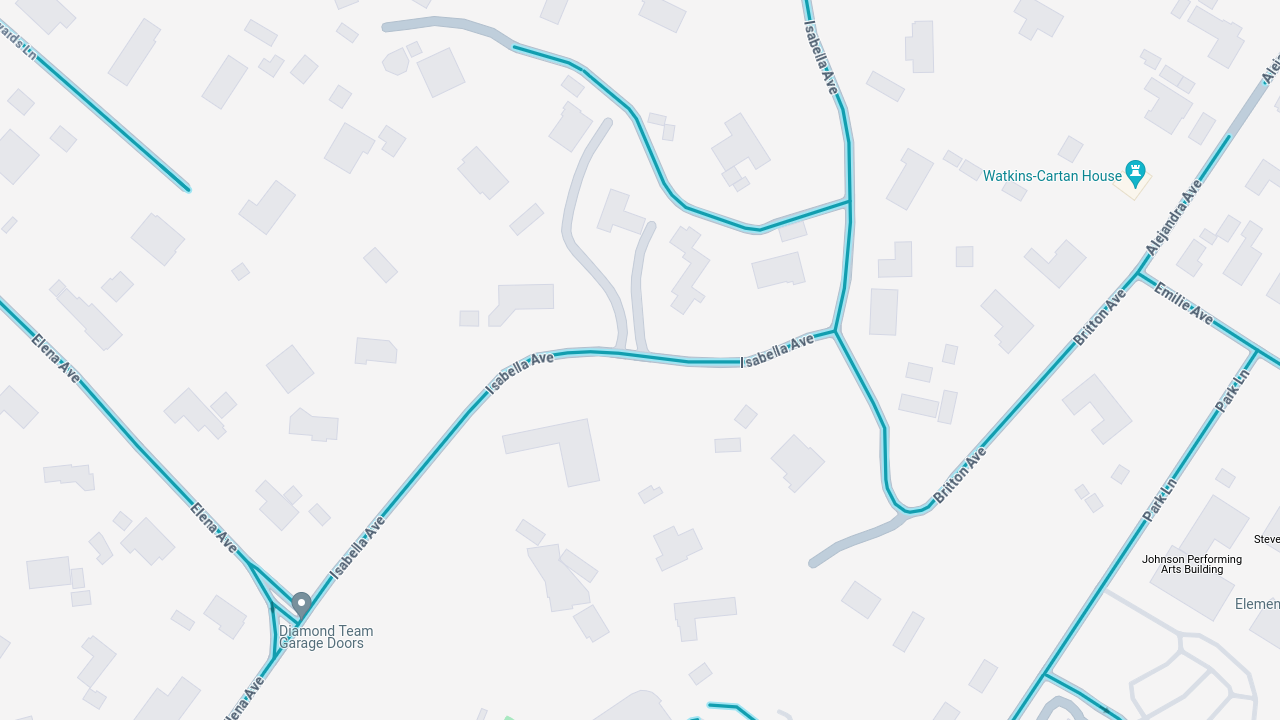 Isabella Ave
Watkins-Cartan House
Alejandra Ave
Emilie Ave
Britton Ave
Elena Ave
Isabella Ave
Isabella Ave
Park Ln
Britton Ave
Park Ln
Elena Ave
Isabella Ave
Johnson Performing
Arts Building
Diamond Team
Garage Doors